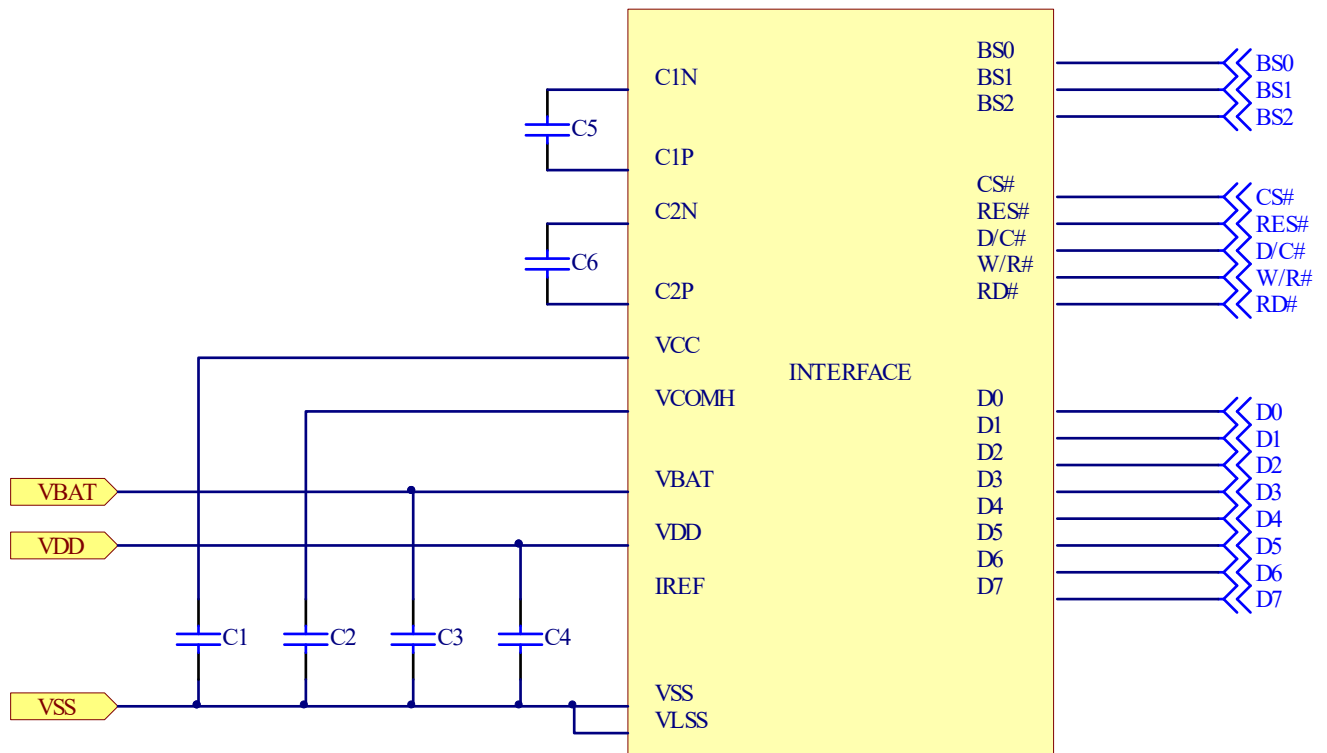 BS0
BS1
BS2
C1N
C5
C1P
C2N
C6
C2P
CS#
RES#
D/C#
W/R#
RD#
BS0
BS1
BS2
CS#
RES#
D/C#
W/R#
RD#
VCC
VCOMH
INTERFACE
VBAT
VBAT
VDD
VDD
IREF
D0
D1
D2
D3
D4
D5
D6
D7
D0
D1
D2
D3
D4
D5
D6
D7
C1
C2
C3
C4
VSS
VSS
VLSS